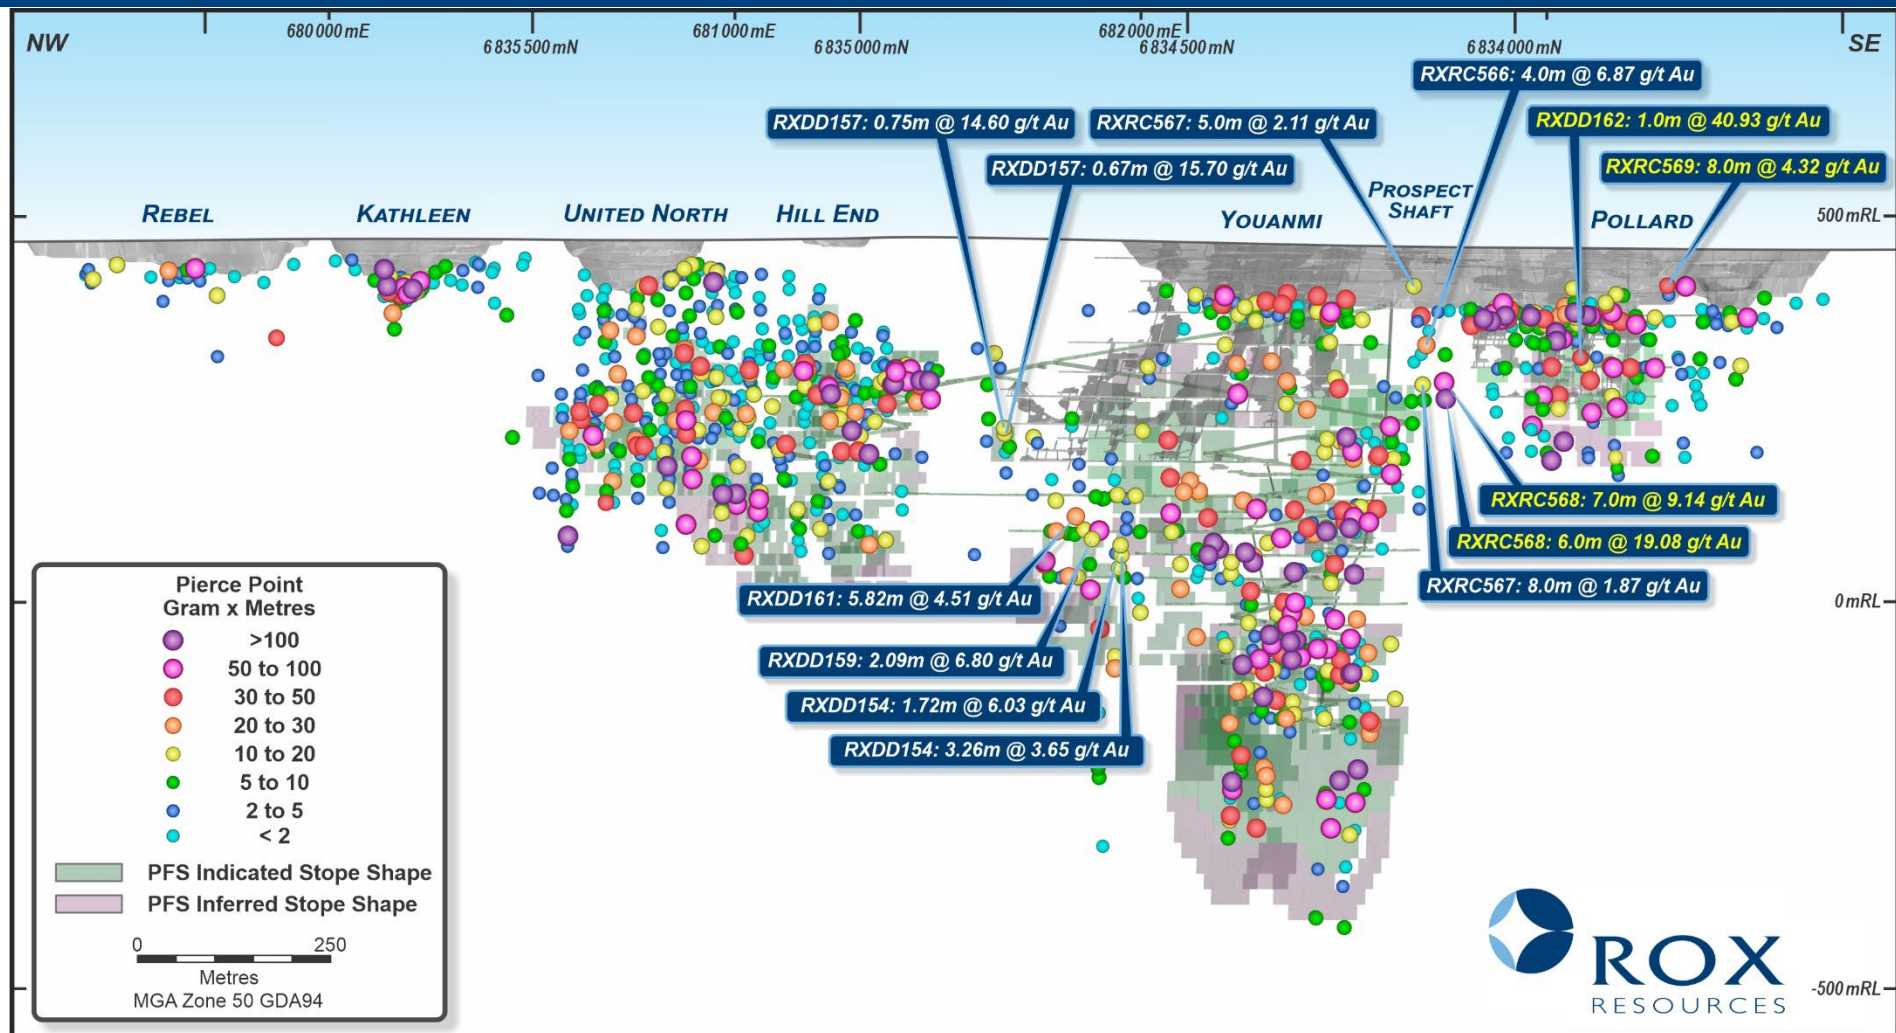 NW
680 000 mE
6 835 500 mN
681 000 mE
6 835 000 mN
682 000 mE
6 834 500 mN
6 834 000 mN
SE
RXRC566: 4.0m @ 6.87 g/t Au
RXDD157: 0.75m @ 14.60 g/t Au
RXRC567: 5.0m @ 2.11 g/t Au
RXDD162: 1.0m @ 40.93 g/t Au
RXDD157: 0.67m @ 15.70 g/t Au
RXRC569: 8.0m @ 4.32 g/t Au
REBEL
KATHLEEN
UNITED NORTH
HILL END
YOUANMI
PROSPECT
SHAFT
POLLARD
500 mRL
RXRC568: 7.0m @ 9.14 g/t Au
RXRC568: 6.0m @ 19.08 g/t Au
RXRC567: 8.0m @ 1.87 g/t Au
0 mRL
RXDD161: 5.82m @ 4.51 g/t Au
RXDD159: 2.09m @ 6.80 g/t Au
RXDD154: 1.72m @ 6.03 g/t Au
RXDD154: 3.26m @ 3.65 g/t Au
Pierce Point
Gram x Metres
>100
50 to 100
30 to 50
20 to 30
10 to 20
5 to 10
2 to 5
< 2
PFS Indicated Stope Shape
PFS Inferred Stope Shape
0 250
Metres
MGA Zone 50 GDA94
ROX
RESOURCES
-500 mRL